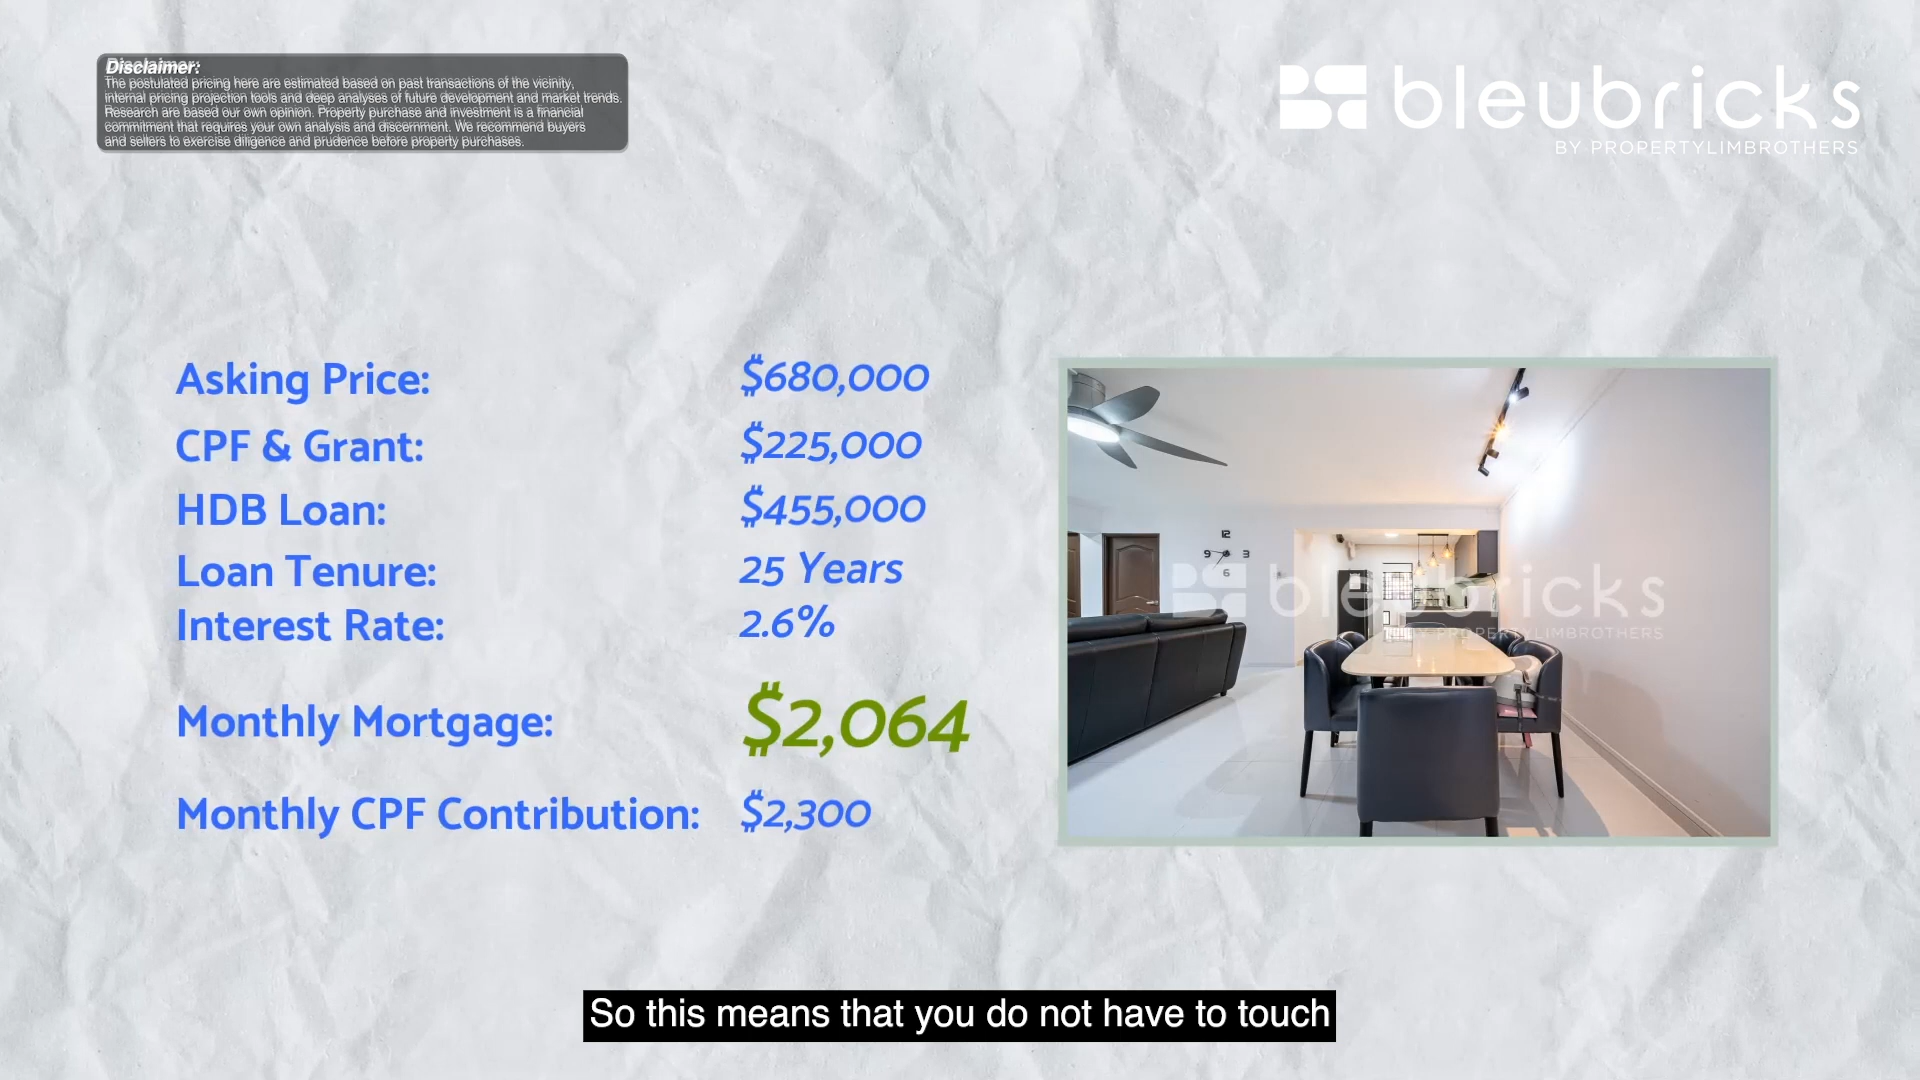 Disclaimer:
The postulated pricing here are estimated based on past transactions of the vicinity,
internal pricing projection tools and deep analyses of future development and market trends.
Research are based our own opinion. Property purchase and investment is a financial
commitment that requires your own analysis and discernment. We recommend buyers
and sellers to exercise diligence and prudence before property purchases.
bleubricks
BY PROPERTYLIMBROTHERS
Asking Price: $680,000
CPF & Grant: $225,000
HDB Loan: $455,000
Loan Tenure: 25 Years
Interest Rate: 2.6%
Monthly Mortgage: $2,064
Monthly CPF Contribution: $2,300
12
9 3
6
bleubricks
BY PROPERTYLIMBROTHERS
So this means that you do not have to touch